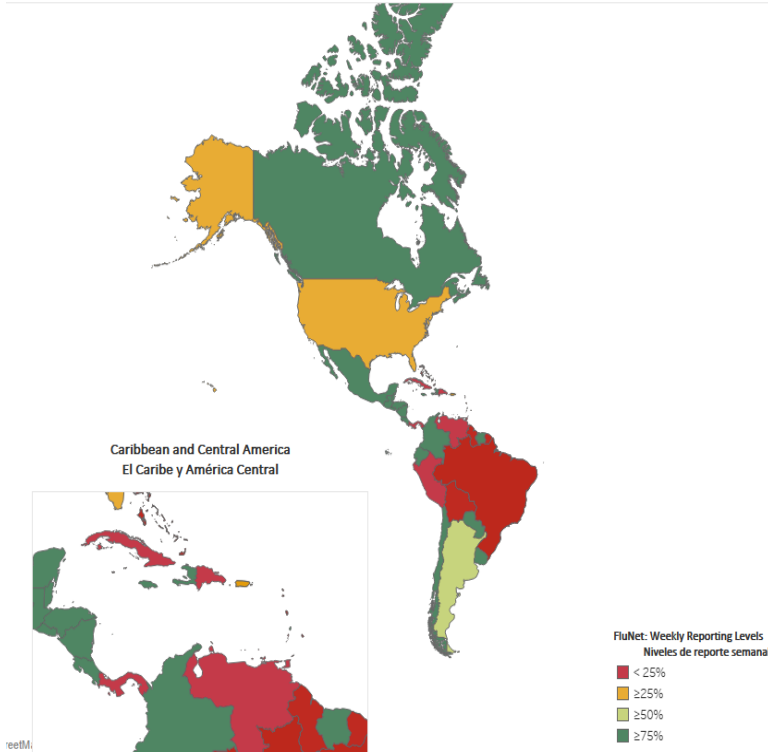 Caribbean and Central America
El Caribe y América Central
FluNet: Weekly Reporting Levels
Niveles de reporte semana
< 25%
≥25%
≥50%
≥75%
reetM